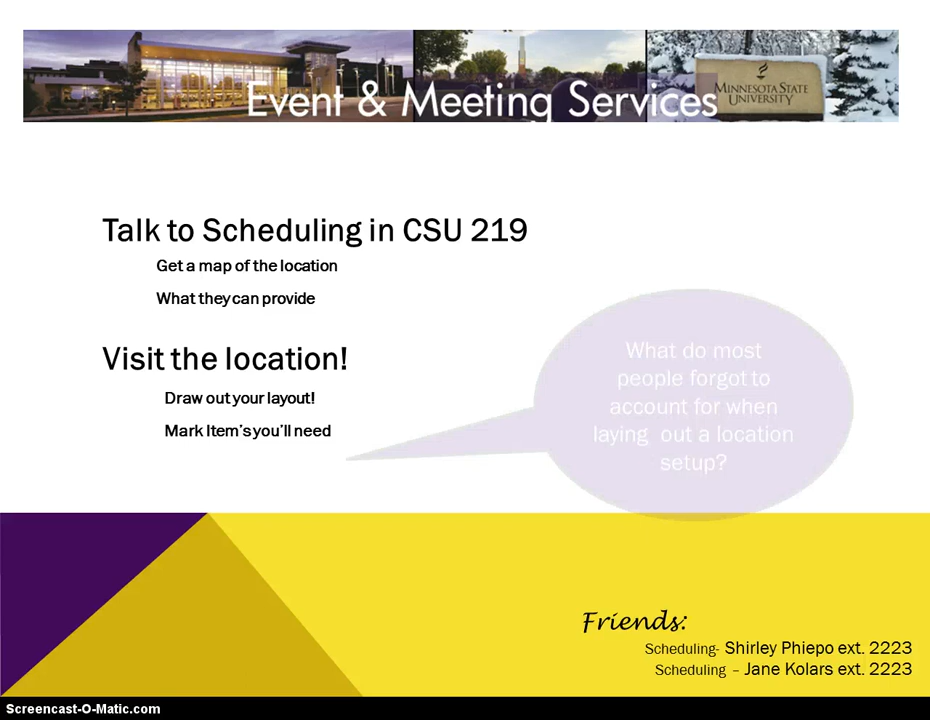 Event & Meeting Services
MINNESOTA STATE
UNIVERSITY
Talk to Scheduling in CSU 219
Get a map of the location
What they can provide
Visit the location!
Draw out your layout!
Mark Item's you'll need
What do most
people forgot to
account for when
laying out a location
setup?
Friends:
Scheduling- Shirley Phiepo ext. 2223
Scheduling – Jane Kolars ext. 2223
Screencast-O-Matic.com